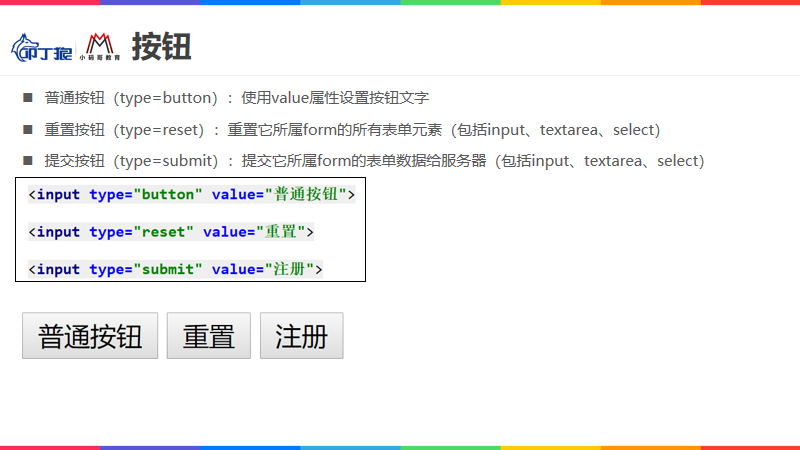 叩丁狼
小码哥教育
按钮
普通按钮（type=button）：使用value属性设置按钮文字
重置按钮（type=reset）：重置它所属form的所有表单元素（包括input、textarea、select）
提交按钮（type=submit）：提交它所属form的表单数据给服务器（包括input、textarea、select）
<input type="button" value="普通按钮">
<input type="reset" value="重置">
<input type="submit" value="注册">
普通按钮 重置 注册